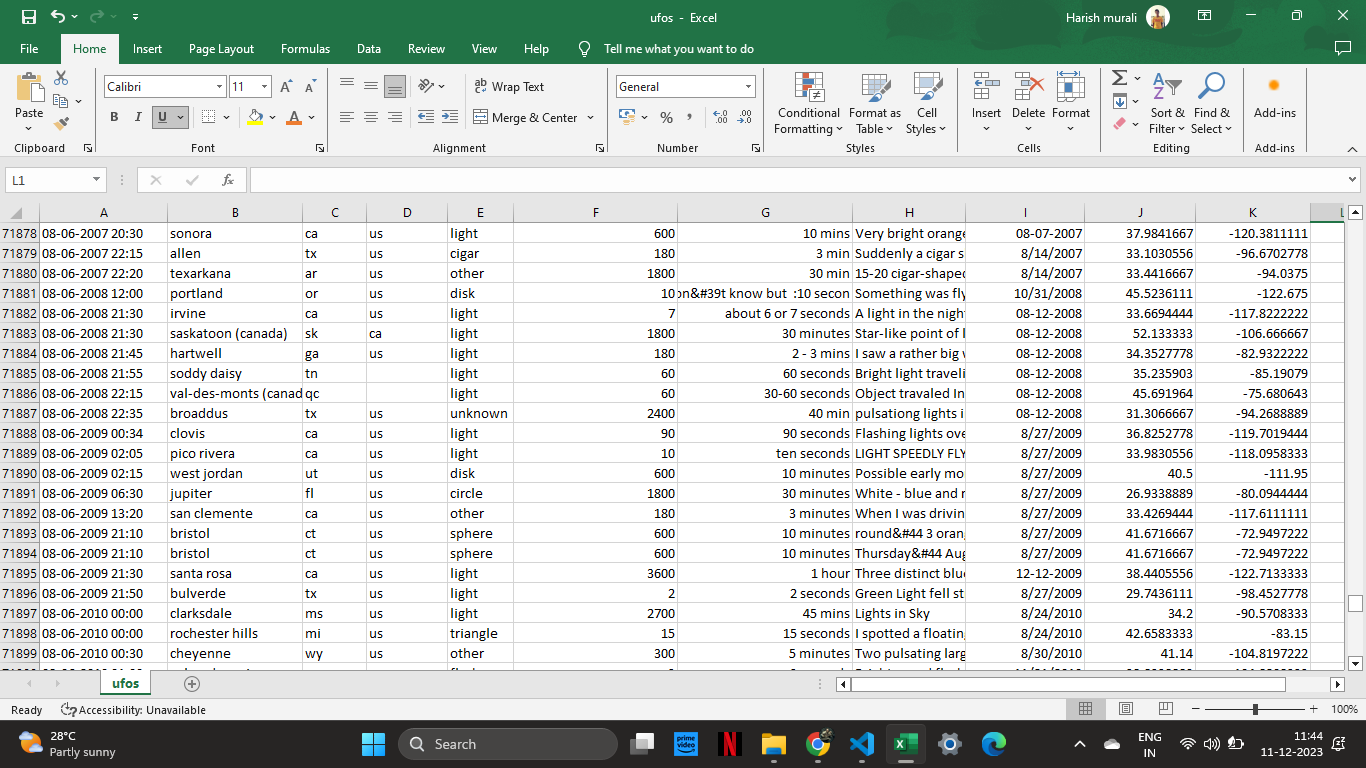 ufos - Excel
Harish murali
File Home Insert Page Layout Formulas Data Review View Help Tell me what you want to do
Paste
Clipboard
Calibri 11
B I U A
Font
ab Wrap Text
Merge & Center
Alignment
General
% ,
Number
Conditional Formatting
Format as Table
Cell Styles
Styles
Insert Delete Format
Cells
Sort & Filter
Find & Select
Editing
Add-ins
Add-ins
L1 fx
A B C D E F G H I J K L
71878 08-06-2007 20:30 sonora ca us light 600 10 mins Very bright orange 08-07-2007 37.9841667 -120.3811111
71879 08-06-2007 22:15 allen tx us cigar 180 3 min Suddenly a cigar s 8/14/2007 33.1030556 -96.6702778
71880 08-06-2007 22:20 texarkana ar us other 1800 30 min 15-20 cigar-shaped 8/14/2007 33.4416667 -94.0375
71881 08-06-2008 12:00 portland or us disk 10 on&#39t know but :10 secon Something was fly 10/31/2008 45.5236111 -122.675
71882 08-06-2008 21:30 irvine ca us light 7 about 6 or 7 seconds A light in the night 08-12-2008 33.6694444 -117.8222222
71883 08-06-2008 21:30 saskatoon (canada) sk ca light 1800 30 minutes Star-like point of l 08-12-2008 52.133333 -106.666667
71884 08-06-2008 21:45 hartwell ga us light 180 2 - 3 mins I saw a rather big w 08-12-2008 34.3527778 -82.9322222
71885 08-06-2008 21:55 soddy daisy tn light 60 60 seconds Bright light traveli 08-12-2008 35.235903 -85.19079
71886 08-06-2008 22:15 val-des-monts (canad qc light 60 30-60 seconds Object travaled In 08-12-2008 45.691964 -75.680643
71887 08-06-2008 22:35 broaddus tx us unknown 2400 40 min pulsationg lights i 08-12-2008 31.3066667 -94.2688889
71888 08-06-2009 00:34 clovis ca us light 90 90 seconds Flashing lights ove 8/27/2009 36.8252778 -119.7019444
71889 08-06-2009 02:05 pico rivera ca us light 10 ten seconds LIGHT SPEEDLY FLY 8/27/2009 33.9830556 -118.0958333
71890 08-06-2009 02:15 west jordan ut us disk 600 10 minutes Possible early mo 8/27/2009 40.5 -111.95
71891 08-06-2009 06:30 jupiter fl us circle 1800 30 minutes White - blue and r 8/27/2009 26.9338889 -80.0944444
71892 08-06-2009 13:20 san clemente ca us other 180 3 minutes When I was drivin 8/27/2009 33.4269444 -117.6111111
71893 08-06-2009 21:10 bristol ct us sphere 600 10 minutes round&#44 3 oran 8/27/2009 41.6716667 -72.9497222
71894 08-06-2009 21:10 bristol ct us sphere 600 10 minutes Thursday&#44 Aug 8/27/2009 41.6716667 -72.9497222
71895 08-06-2009 21:30 santa rosa ca us light 3600 1 hour Three distinct blue 12-12-2009 38.4405556 -122.7133333
71896 08-06-2009 21:50 bulverde tx us light 2 2 seconds Green Light fell st 8/27/2009 29.7436111 -98.4527778
71897 08-06-2010 00:00 clarksdale ms us light 2700 45 mins Lights in Sky 8/24/2010 34.2 -90.5708333
71898 08-06-2010 00:00 rochester hills mi us triangle 15 15 seconds I spotted a floating 8/24/2010 42.6583333 -83.15
71899 08-06-2010 00:30 cheyenne wy us other 300 5 minutes Two pulsating larg 8/30/2010 41.14 -104.8197222
ufos
Ready Accessibility: Unavailable 100%
28°C
Partly sunny
Search
prime video
N
ENG
IN
11:44
11-12-2023